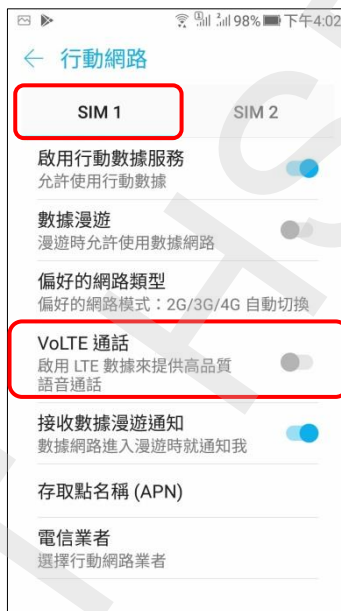 98% 下午4:02
行動網路
SIM 1 SIM 2
啟用行動數據服務
允許使用行動數據
數據漫遊
漫遊時允許使用數據網路
偏好的網路類型
偏好的網路模式：2G/3G/4G 自動切換
VoLTE 通話
啟用 LTE 數據來提供高品質
語音通話
接收數據漫遊通知
數據網路進入漫遊時就通知我
存取點名稱 (APN)
電信業者
選擇行動網路業者